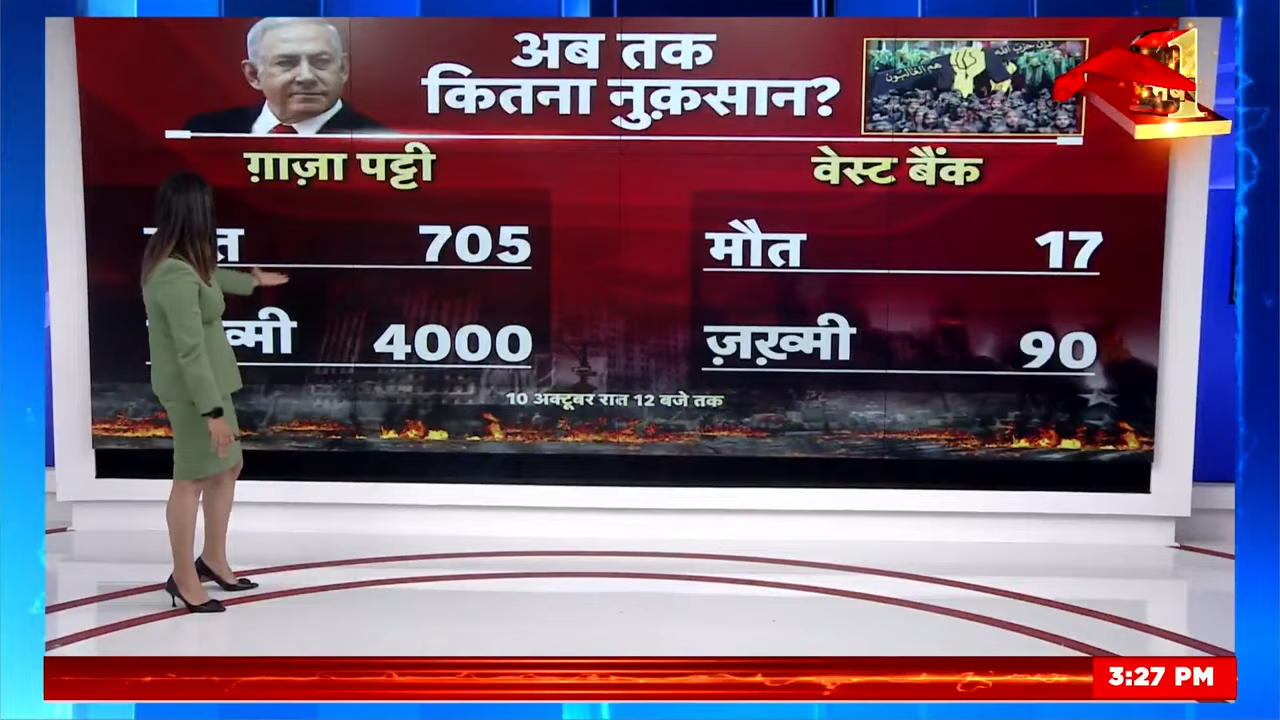 अब तक
कितना नुक़सान?
ग़ाज़ा पट्टी
वेस्ट बैंक
705
मौत 17
4000
ज़ख़्मी 90
10 अक्टूबर रात 12 बजे तक
3:27 PM